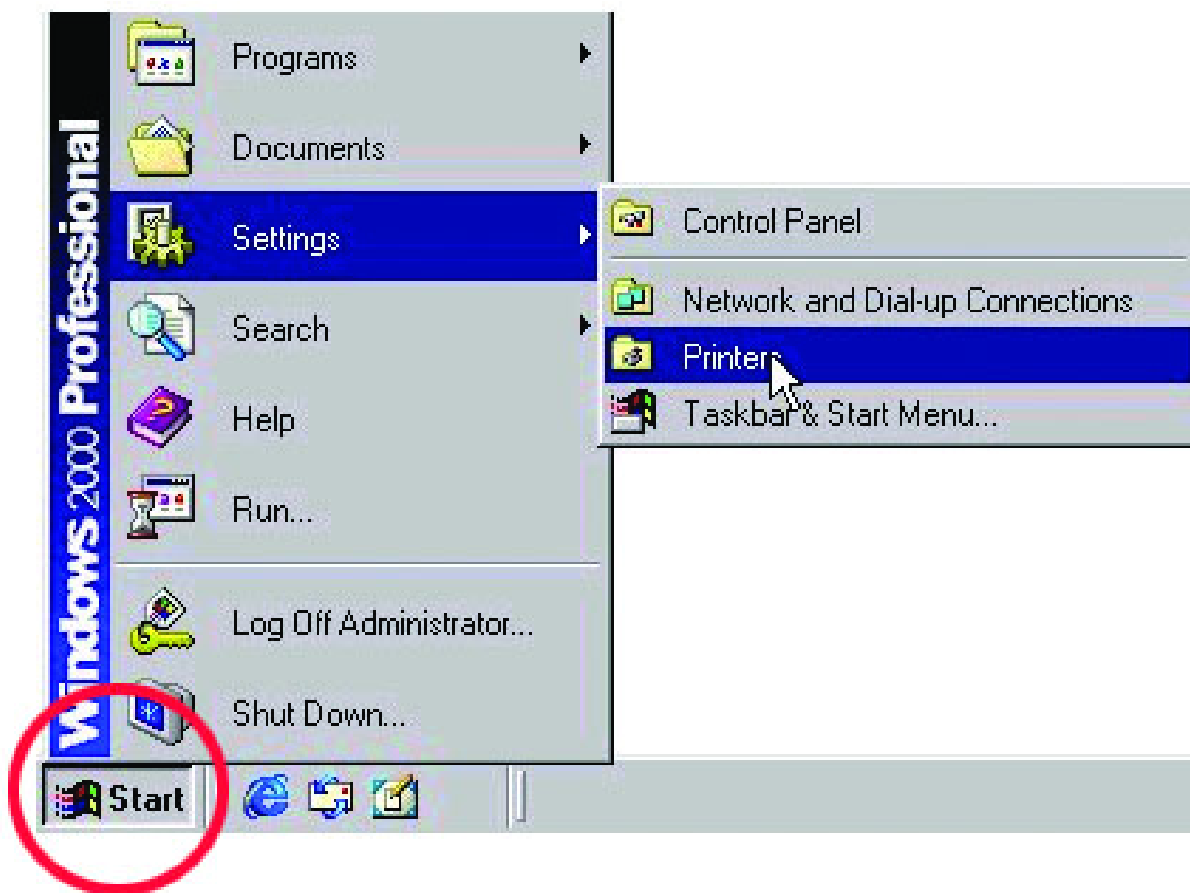 Windows 2000 Professional
Programs
Documents
Settings
Search
Help
Run...
Log Off Administrator...
Shut Down...
Control Panel
Network and Dial-up Connections
Printers
Taskbar & Start Menu...
Start